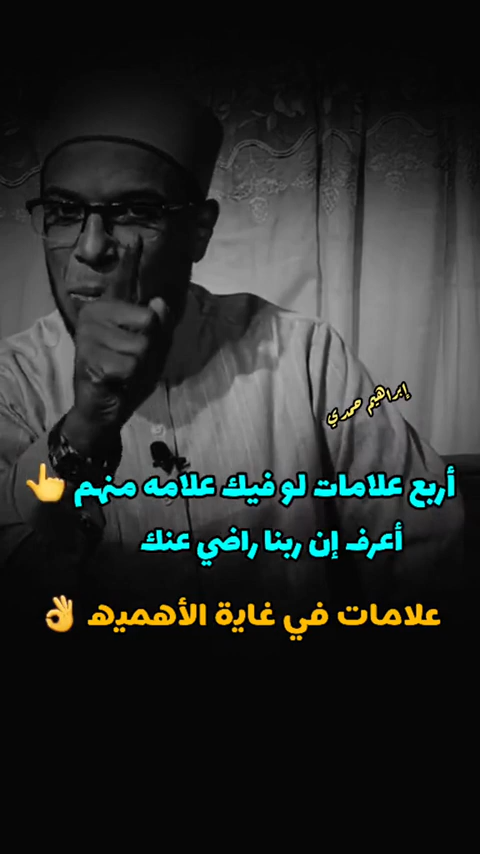 إبراهيم حمدي
أربع علامات لو فيك علامه منهم 👆
أعرف إن ربنا راضي عنك
علامات في غاية الأهميه 👌